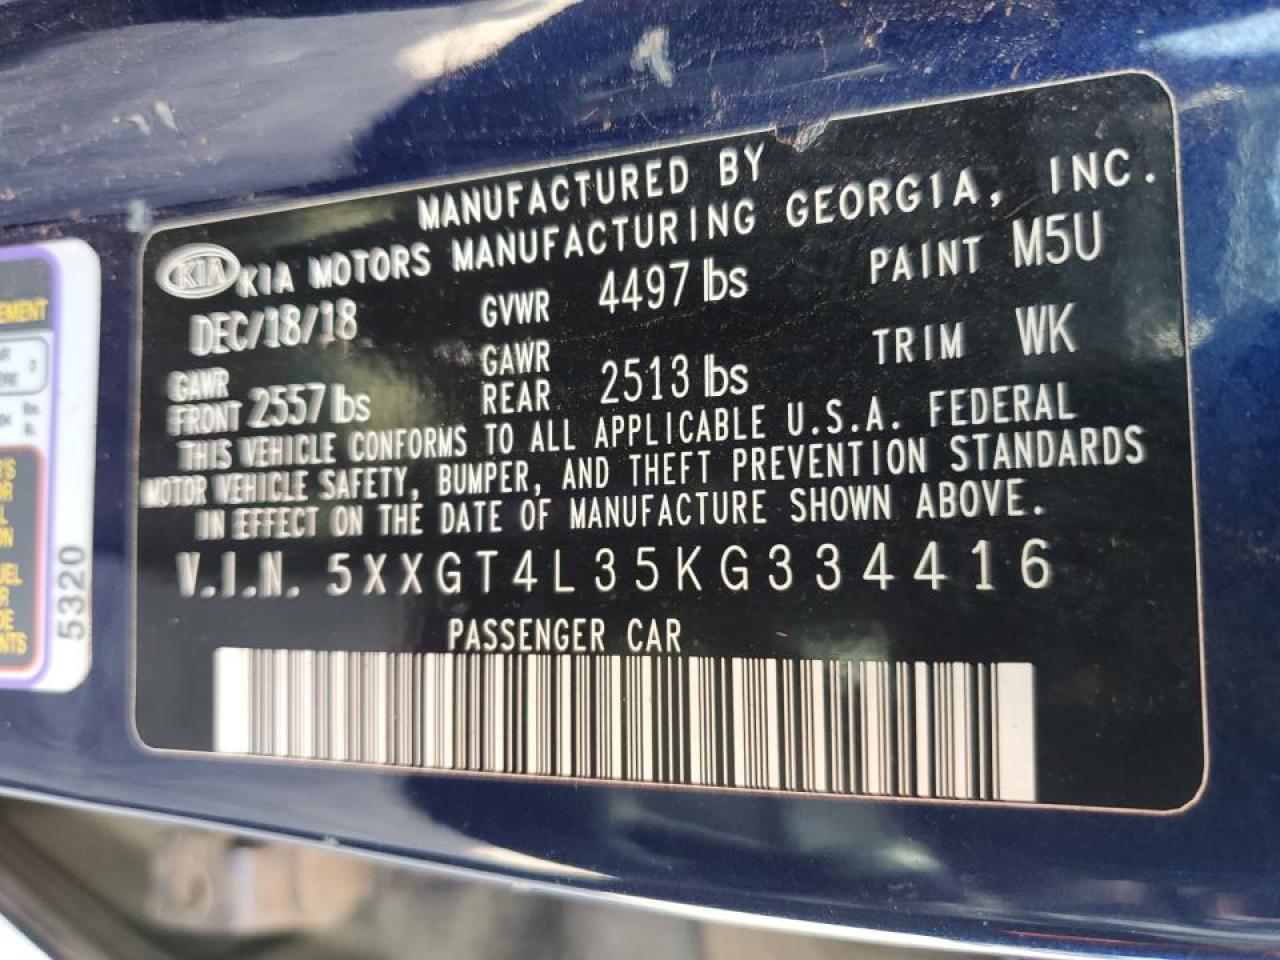 MANUFACTURED BY
KIA KIA MOTORS MANUFACTURING GEORG1A, INC.
DEC/18/18 GVWR 4497 lbs PAINT M5U
GAWR FRONT 2557 lbs GAWR REAR 2513 lbs TRIM WK
THIS VEHICLE CONFORMS TO ALL APPLICABLE U.S.A. FEDERAL
MOTOR VEHICLE SAFETY, BUMPER, AND THEFT PREVENTION STANDARDS
IN EFFECT ON THE DATE OF MANUFACTURE SHOWN ABOVE.
V.I.N. 5XXGT4L35KG334416
PASSENGER CAR
5320